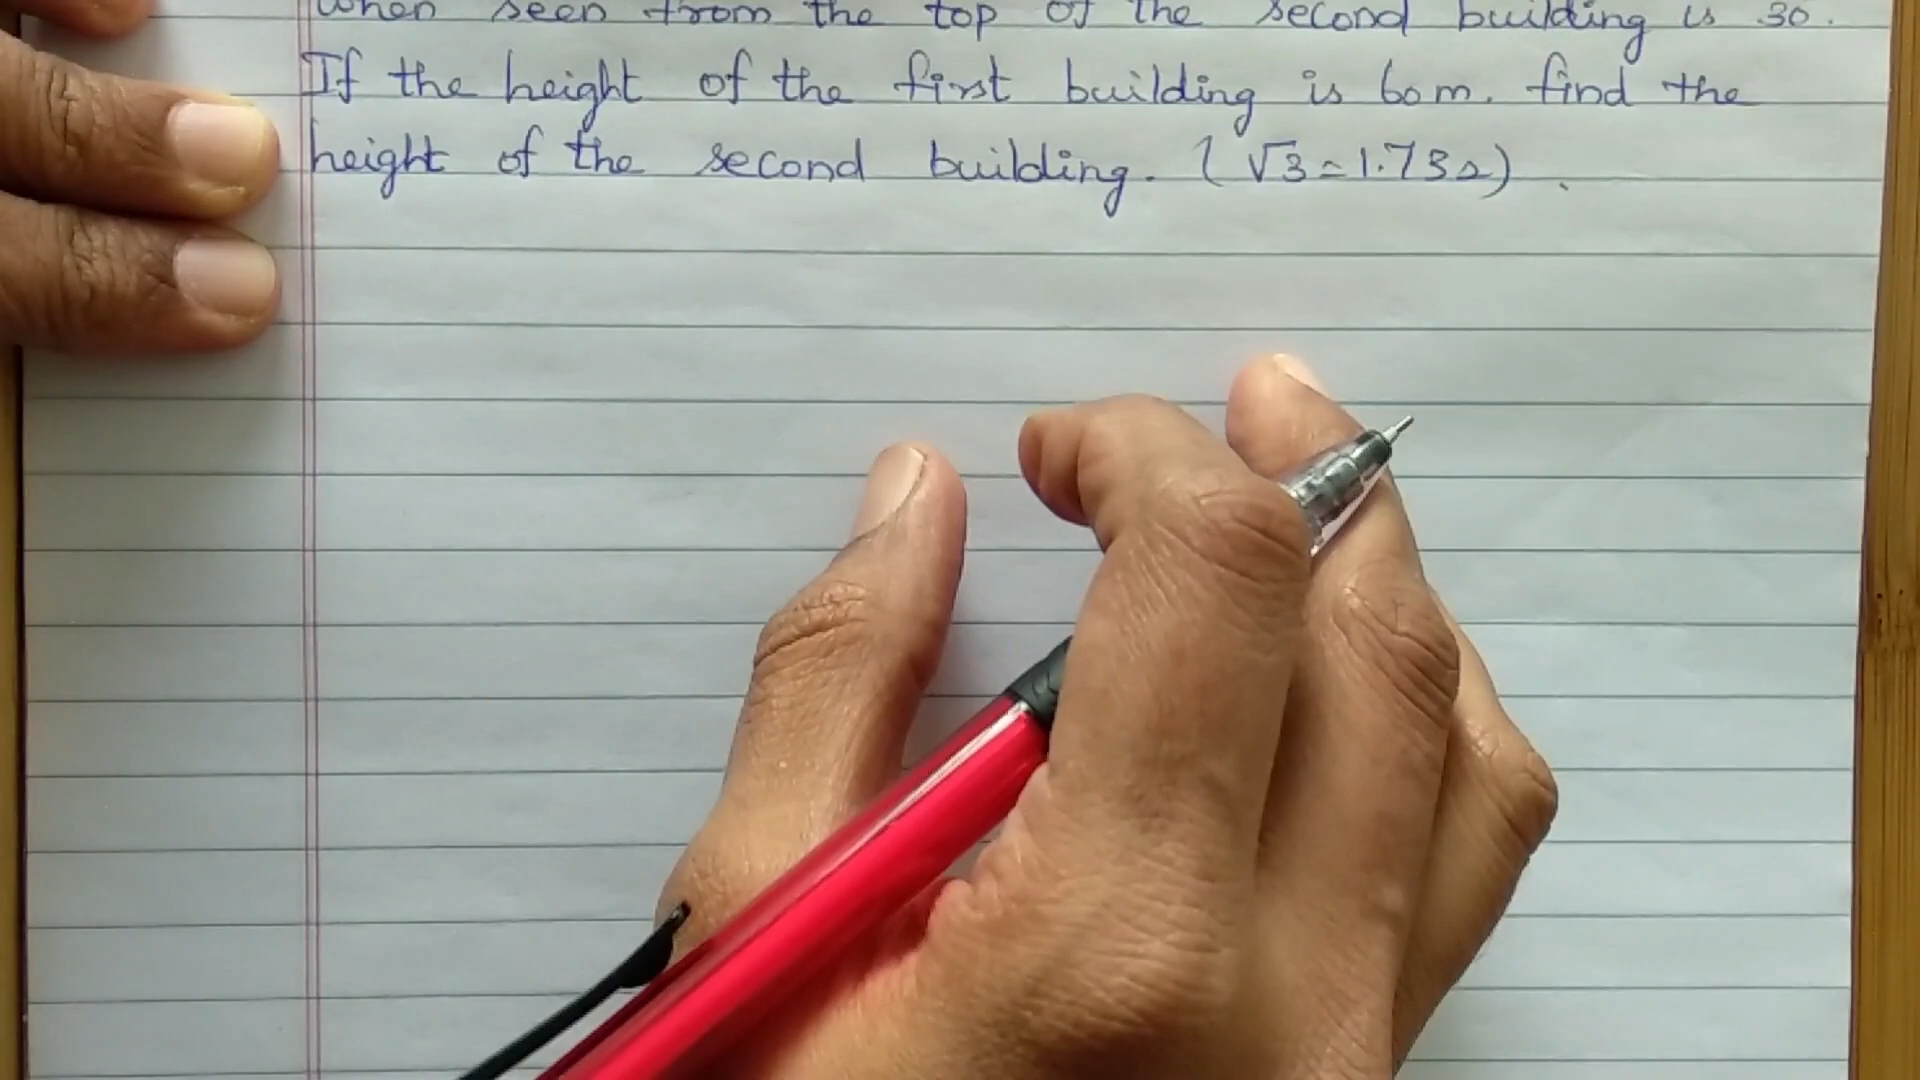 when seen from the top of the second building is 30.
If the height of the first building is 60m. find the
height of the second building. (√3=1.732).